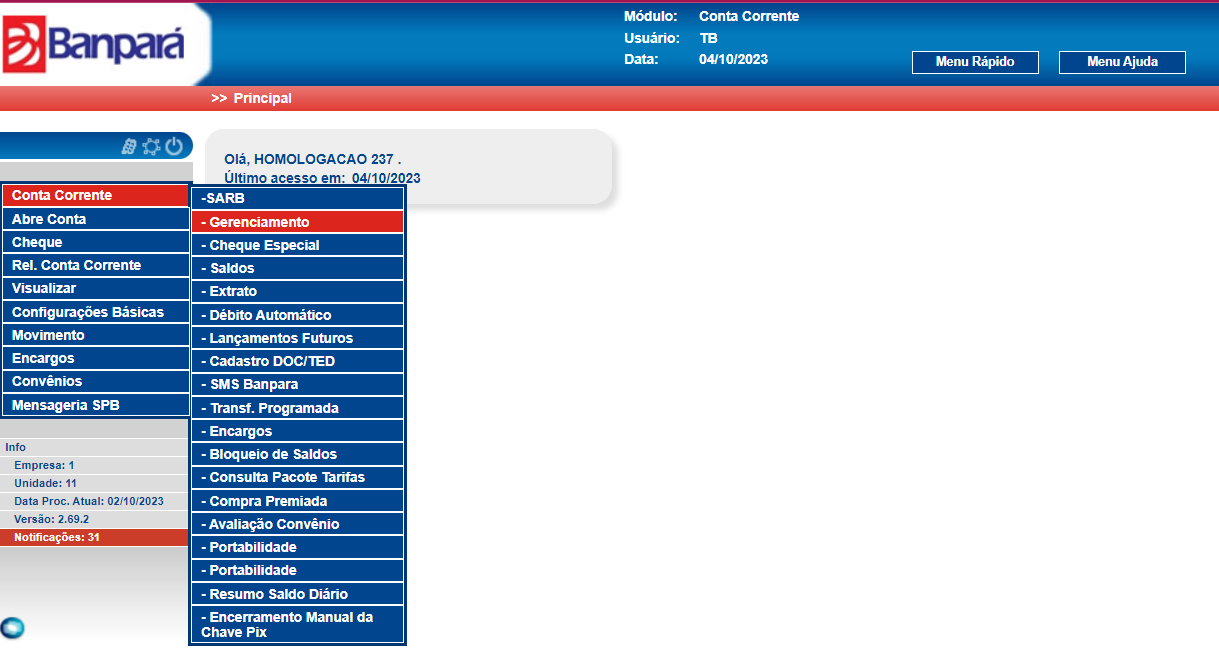 Banpará
Módulo: Conta Corrente
Usuário: TB
Data: 04/10/2023
Menu Rápido
Menu Ajuda
>> Principal
Olá, HOMOLOGACAO 237 .
Último acesso em: 04/10/2023
Conta Corrente
Abre Conta
Cheque
Rel. Conta Corrente
Visualizar
Configurações Básicas
Movimento
Encargos
Convênios
Mensageria SPB
-SARB
- Gerenciamento
- Cheque Especial
- Saldos
- Extrato
- Débito Automático
- Lançamentos Futuros
- Cadastro DOC/TED
- SMS Banpara
- Transf. Programada
- Encargos
- Bloqueio de Saldos
- Consulta Pacote Tarifas
- Compra Premiada
- Avaliação Convênio
- Portabilidade
- Portabilidade
- Resumo Saldo Diário
- Encerramento Manual da
Chave Pix
Info
Empresa: 1
Unidade: 11
Data Proc. Atual: 02/10/2023
Versão: 2.69.2
Notificações: 31